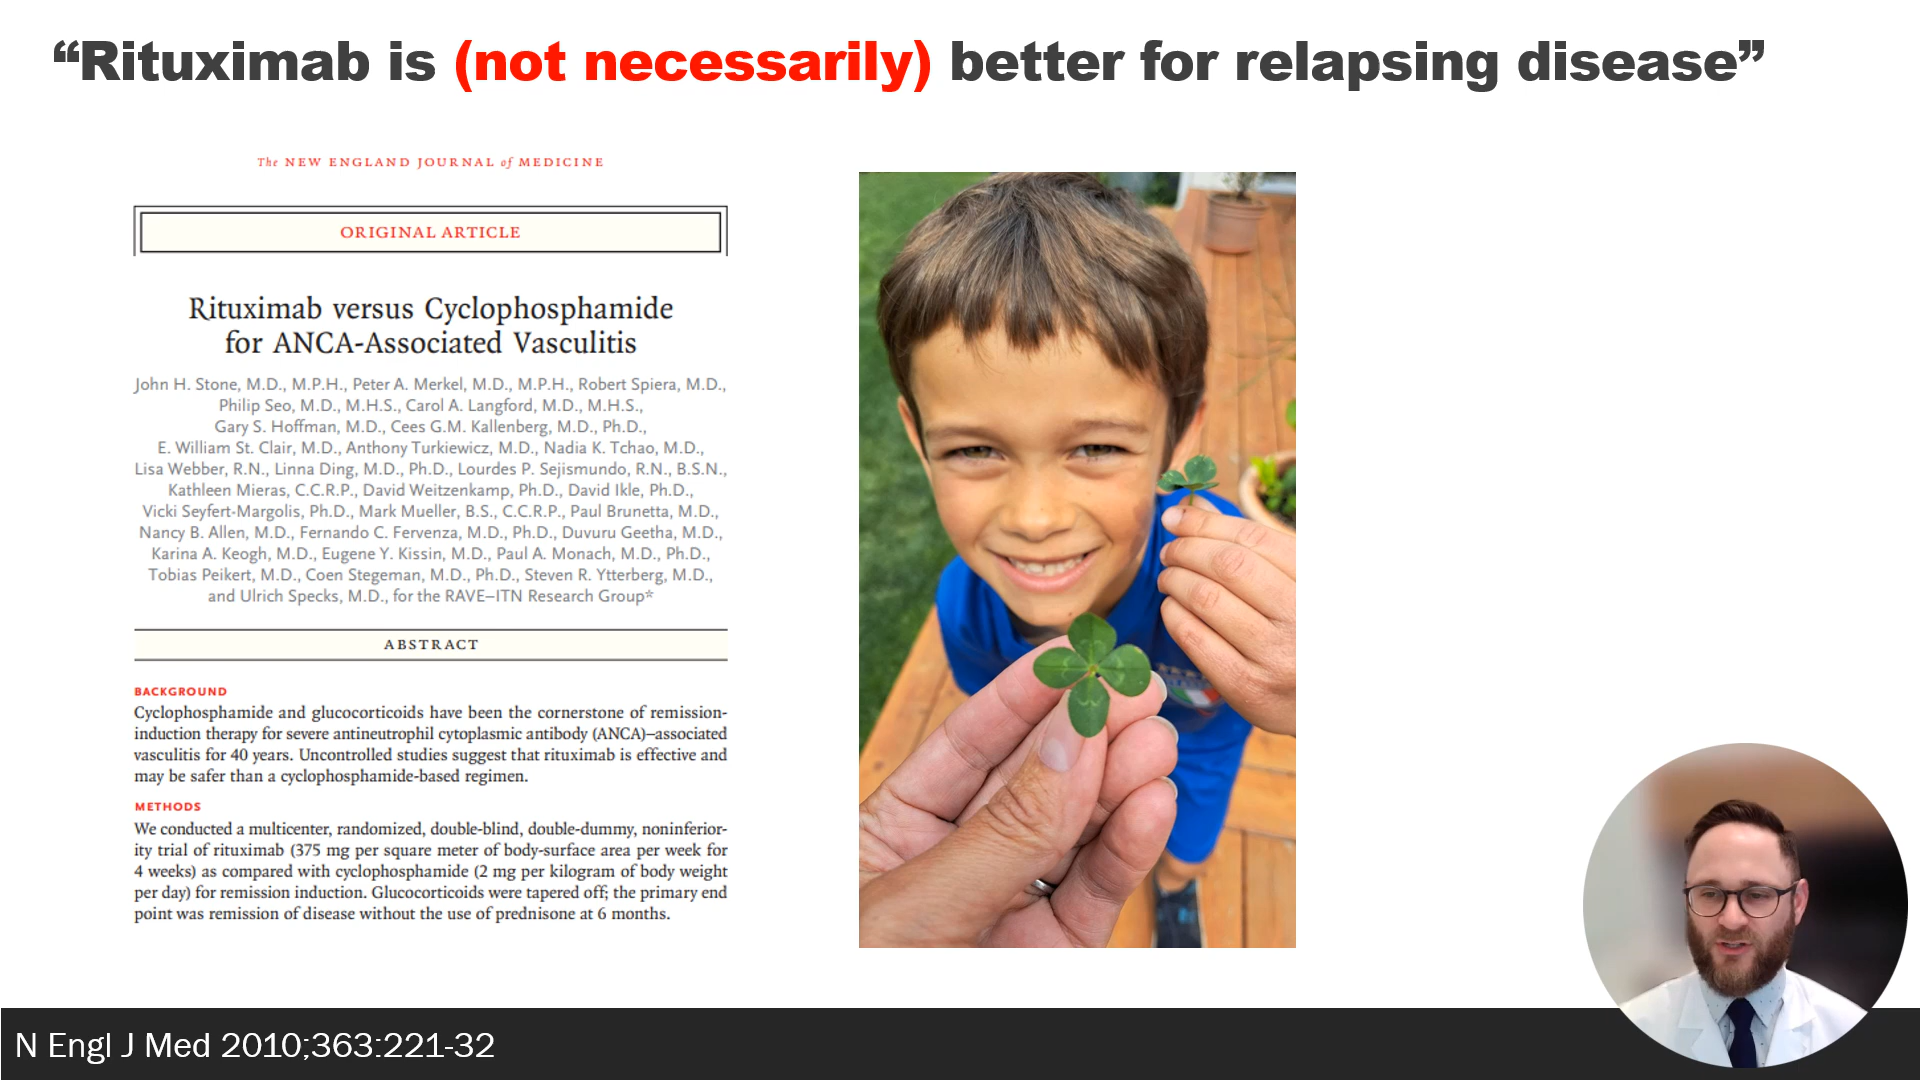 “Rituximab is (not necessarily) better for relapsing disease”
The NEW ENGLAND JOURNAL of MEDICINE
ORIGINAL ARTICLE
Rituximab versus Cyclophosphamide
for ANCA-Associated Vasculitis
John H. Stone, M.D., M.P.H., Peter A. Merkel, M.D., M.P.H., Robert Spiera, M.D.,
Philip Seo, M.D., M.H.S., Carol A. Langford, M.D., M.H.S.,
Gary S. Hoffman, M.D., Cees G.M. Kallenberg, M.D., Ph.D.,
E. William St. Clair, M.D., Anthony Turkiewicz, M.D., Nadia K. Tchao, M.D.,
Lisa Webber, R.N., Linna Ding, M.D., Ph.D., Lourdes P. Sejismundo, R.N., B.S.N.,
Kathleen Mieras, C.C.R.P., David Weitzenkamp, Ph.D., David Ikle, Ph.D.,
Vicki Seyfert-Margolis, Ph.D., Mark Mueller, B.S., C.C.R.P., Paul Brunetta, M.D.,
Nancy B. Allen, M.D., Fernando C. Fervenza, M.D., Ph.D., Duvuru Geetha, M.D.,
Karina A. Keogh, M.D., Eugene Y. Kissin, M.D., Paul A. Monach, M.D., Ph.D.,
Tobias Peikert, M.D., Coen Stegeman, M.D., Ph.D., Steven R. Ytterberg, M.D.,
and Ulrich Specks, M.D., for the RAVE–ITN Research Group*
ABSTRACT
BACKGROUND
Cyclophosphamide and glucocorticoids have been the cornerstone of remission-
induction therapy for severe antineutrophil cytoplasmic antibody (ANCA)–associated
vasculitis for 40 years. Uncontrolled studies suggest that rituximab is effective and
may be safer than a cyclophosphamide-based regimen.
METHODS
We conducted a multicenter, randomized, double-blind, double-dummy, noninferior-
ity trial of rituximab (375 mg per square meter of body-surface area per week for
4 weeks) as compared with cyclophosphamide (2 mg per kilogram of body weight
per day) for remission induction. Glucocorticoids were tapered off; the primary end
point was remission of disease without the use of prednisone at 6 months.
N Engl J Med 2010;363:221-32